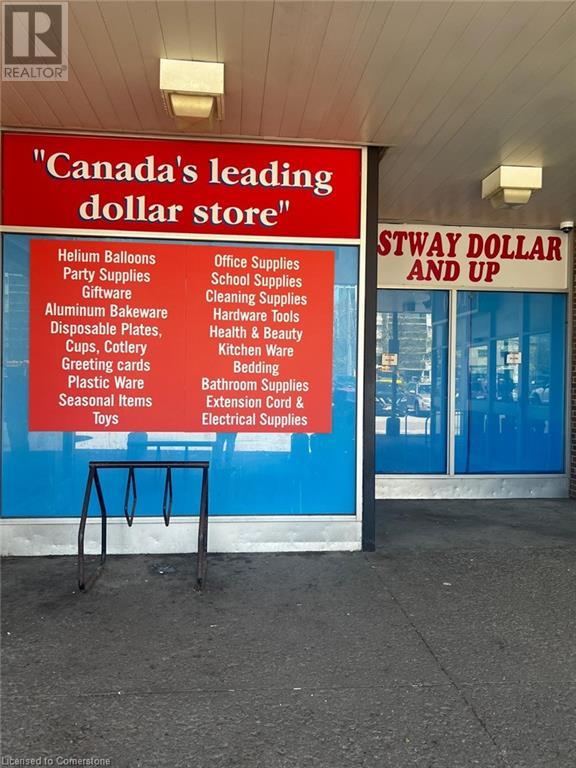 REALTOR®
"Canada's leading
dollar store"
Helium Balloons
Party Supplies
Giftware
Aluminum Bakeware
Disposable Plates,
Cups, Cotlery
Greeting cards
Plastic Ware
Seasonal Items
Toys
Office Supplies
School Supplies
Cleaning Supplies
Hardware Tools
Health & Beauty
Kitchen Ware
Bedding
Bathroom Supplies
Extension Cord &
Electrical Supplies
STWAY DOLLAR
AND UP
Licensed to Cornerstone